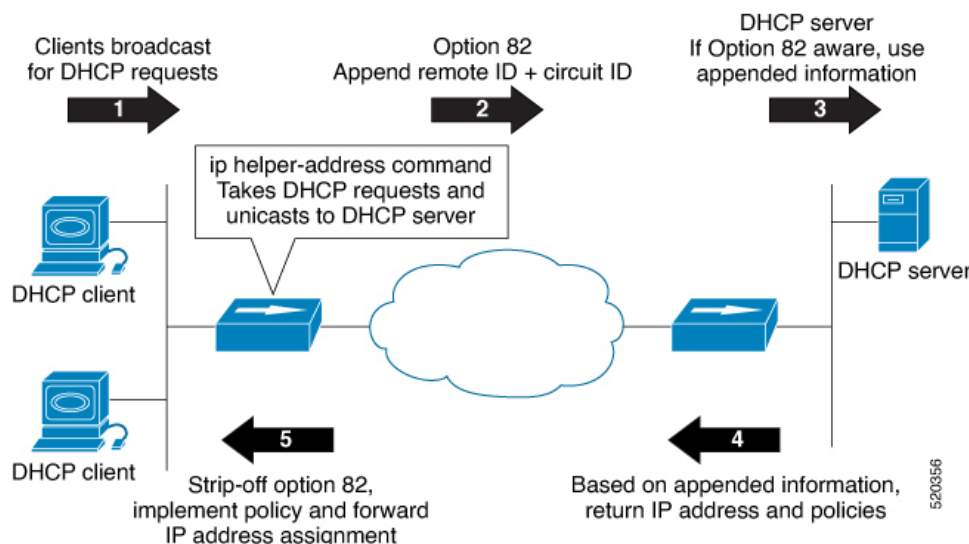 Clients broadcast
for DHCP requests
1
Option 82
Append remote ID + circuit ID
2
DHCP server
If Option 82 aware, use
appended information
3
ip helper-address command
Takes DHCP requests and
unicasts to DHCP server
DHCP client
DHCP server
DHCP client
5
Strip-off option 82,
implement policy and forward
IP address assignment
4
Based on appended information,
return IP address and policies
520356